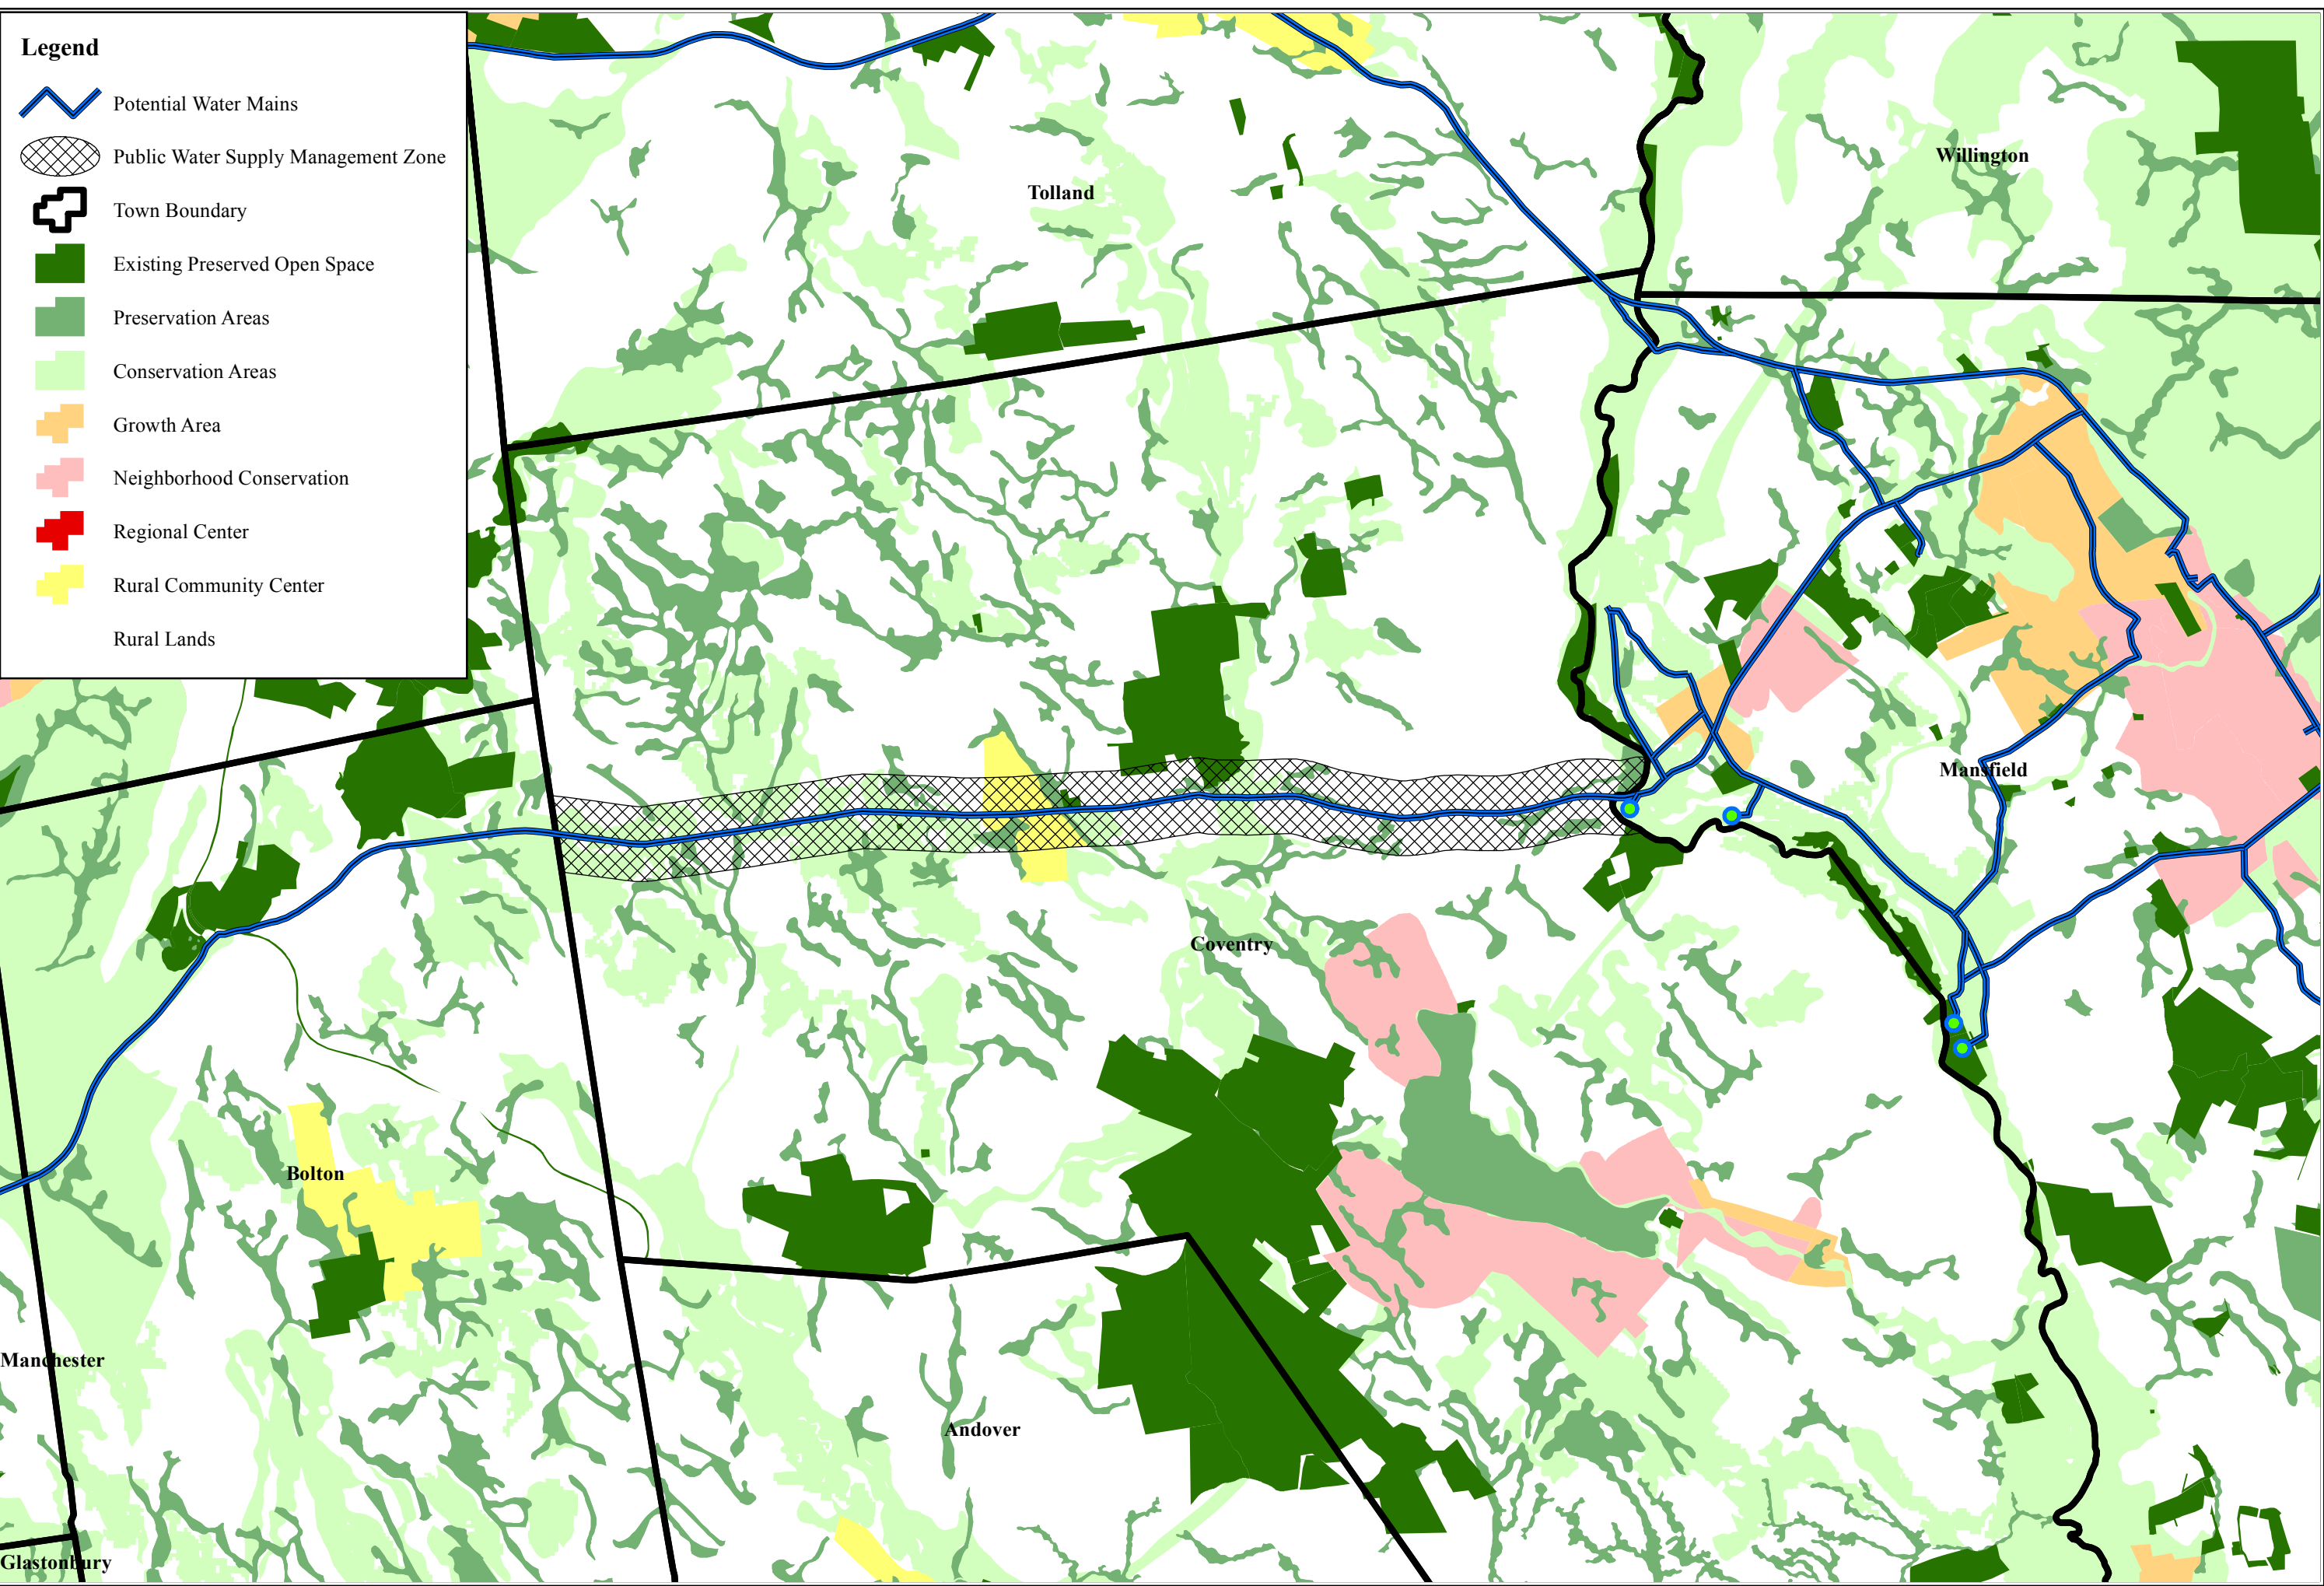 Legend
Potential Water Mains
Public Water Supply Management Zone
Town Boundary
Existing Preserved Open Space
Preservation Areas
Conservation Areas
Growth Area
Neighborhood Conservation
Regional Center
Rural Community Center
Rural Lands
Willington
Tolland
Mansfield
Coventry
Bolton
Manchester
Andover
Glastonbury